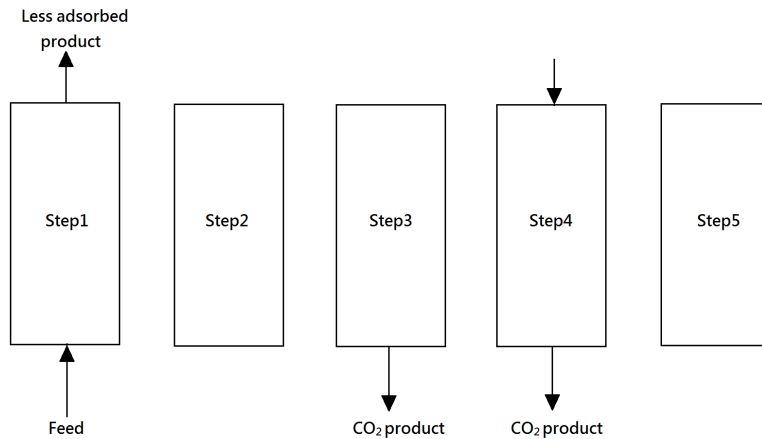 Less adsorbed
product
Step1
Step2
Step3
Step4
Step5
Feed
CO₂ product
CO₂ product